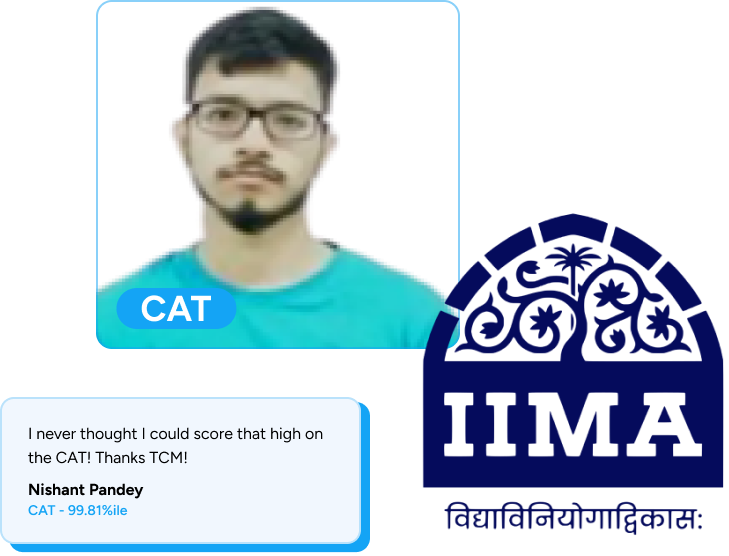 CAT
I never thought I could score that high on
the CAT! Thanks TCM!
Nishant Pandey
CAT - 99.81%ile
IIMA
विद्याविनियोगाद्विकास: